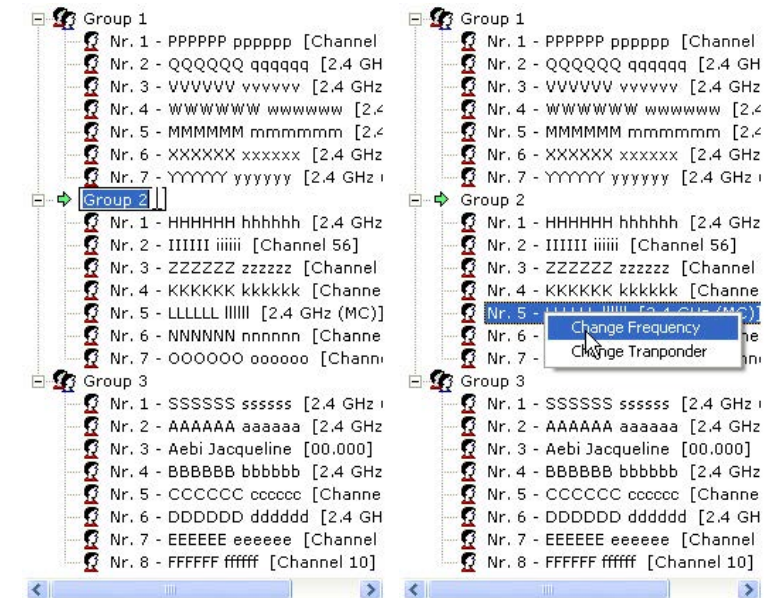 Group 1
Nr. 1 - PPPPPP pppppp [Channel
Nr. 2 - QQQQQQ qqqqqq [2.4 GH
Nr. 3 - VVVVVV vvvvvv [2.4 GHz
Nr. 4 - WWWWWW wwwwww [2.4
Nr. 5 - MMMMMM mmmmmm [2.4
Nr. 6 - XXXXXX xxxxxx [2.4 GHz
Nr. 7 - YYYYYY yyyyyy [2.4 GHz
Group 2
Nr. 1 - HHHHHH hhhhhh [2.4 GHz
Nr. 2 - IIIIII iiiiii [Channel 56]
Nr. 3 - ZZZZZZ zzzzzz [Channel
Nr. 4 - KKKKKK kkkkkk [Channe
Nr. 5 - LLLLLL llllll [2.4 GHz (MC)]
Nr. 6 - NNNNNN nnnnnn [Channe
Nr. 7 - OOOOOO oooooo [Chann
Group 3
Nr. 1 - SSSSSS ssssss [2.4 GHz
Nr. 2 - AAAAAA aaaaaa [2.4 GHz
Nr. 3 - Aebi Jacqueline [00.000]
Nr. 4 - BBBBBB bbbbbb [2.4 GHz
Nr. 5 - CCCCCC cccccc [Channe
Nr. 6 - DDDDDD dddddd [2.4 GH
Nr. 7 - EEEEEE eeeeee [Channel
Nr. 8 - FFFFFF ffffff [Channel 10]
Group 1
Nr. 1 - PPPPPP pppppp [Channel
Nr. 2 - QQQQQQ qqqqqq [2.4 GH
Nr. 3 - VVVVVV vvvvvv [2.4 GHz
Nr. 4 - WWWWWW wwwwww [2.4
Nr. 5 - MMMMMM mmmmmm [2.4
Nr. 6 - XXXXXX xxxxxx [2.4 GHz
Nr. 7 - YYYYYY yyyyyy [2.4 GHz
Group 2
Nr. 1 - HHHHHH hhhhhh [2.4 GHz
Nr. 2 - IIIIII iiiiii [Channel 56]
Nr. 3 - ZZZZZZ zzzzzz [Channel
Nr. 4 - KKKKKK kkkkkk [Channe
Nr. 5 - LLLLLL llllll [2.4 GHz (MC)]
Change Frequency
Nr. 6 -
Change Tranponder
Nr. 7 -
Group 3
Nr. 1 - SSSSSS ssssss [2.4 GHz
Nr. 2 - AAAAAA aaaaaa [2.4 GHz
Nr. 3 - Aebi Jacqueline [00.000]
Nr. 4 - BBBBBB bbbbbb [2.4 GHz
Nr. 5 - CCCCCC cccccc [Channe
Nr. 6 - DDDDDD dddddd [2.4 GH
Nr. 7 - EEEEEE eeeeee [Channel
Nr. 8 - FFFFFF ffffff [Channel 10]